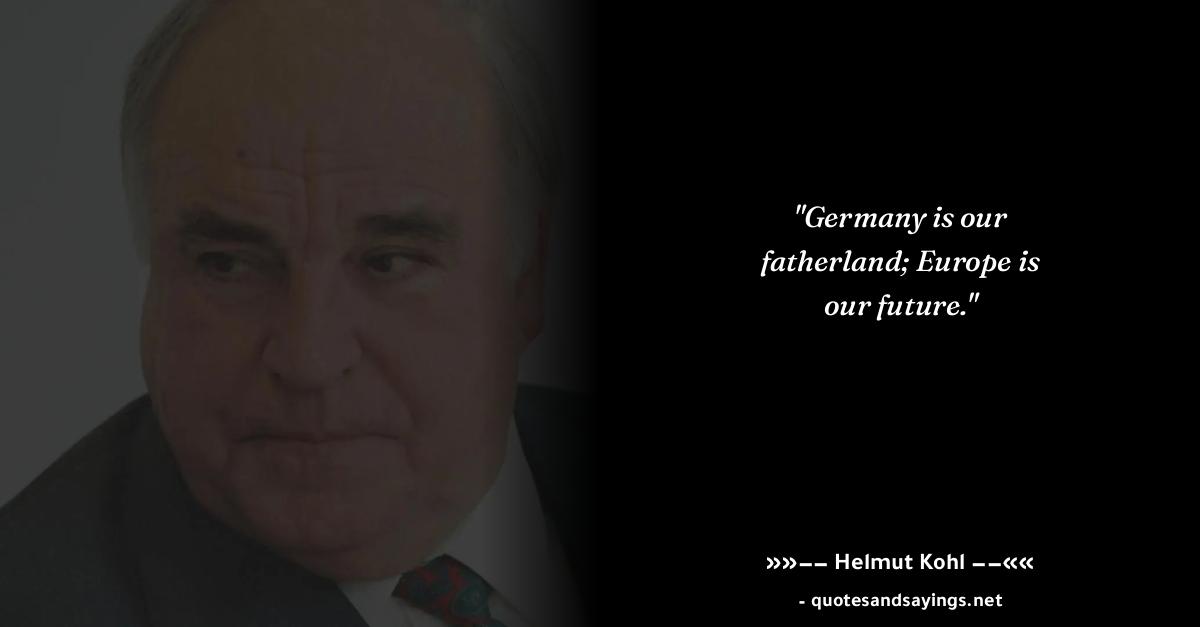 "Germany is our
fatherland; Europe is
our future."
»»−− Helmut Kohl −−««
- quotesandsayings.net